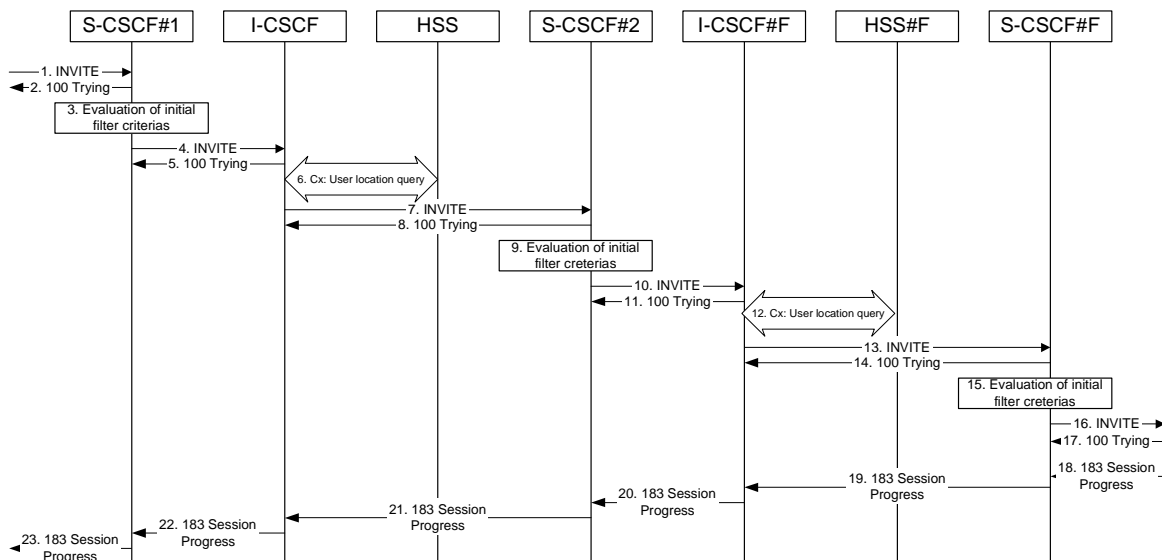 S-CSCF#1
I-CSCF
HSS
S-CSCF#2
I-CSCF#F
HSS#F
S-CSCF#F
1. INVITE
2. 100 Trying
3. Evaluation of initial
filter criterias
4. INVITE
5. 100 Trying
6. Cx: User location query
7. INVITE
8. 100 Trying
9. Evaluation of initial
filter creterias
10. INVITE
11. 100 Trying
12. Cx: User location query
13. INVITE
14. 100 Trying
15. Evaluation of initial
filter creterias
16. INVITE
17. 100 Trying
18. 183 Session
Progress
19. 183 Session
Progress
20. 183 Session
Progress
21. 183 Session
Progress
22. 183 Session
Progress
23. 183 Session
Progress